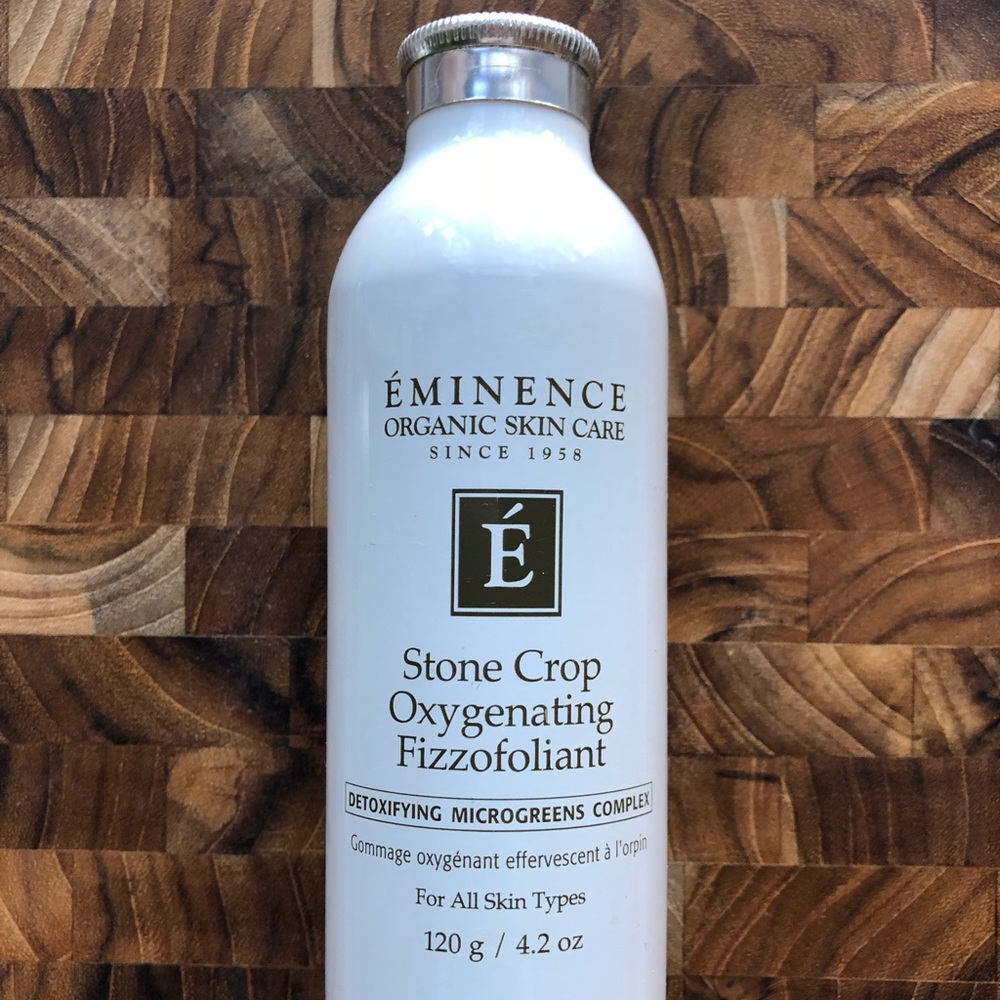 ÉMINENCE
ORGANIC SKIN CARE
SINCE 1958
É
Stone Crop
Oxygenating
Fizzofoliant
DETOXIFYING MICROGREENS COMPLEX
Gommage oxygénant effervescent à l'orpin
For All Skin Types
120 g / 4.2 oz